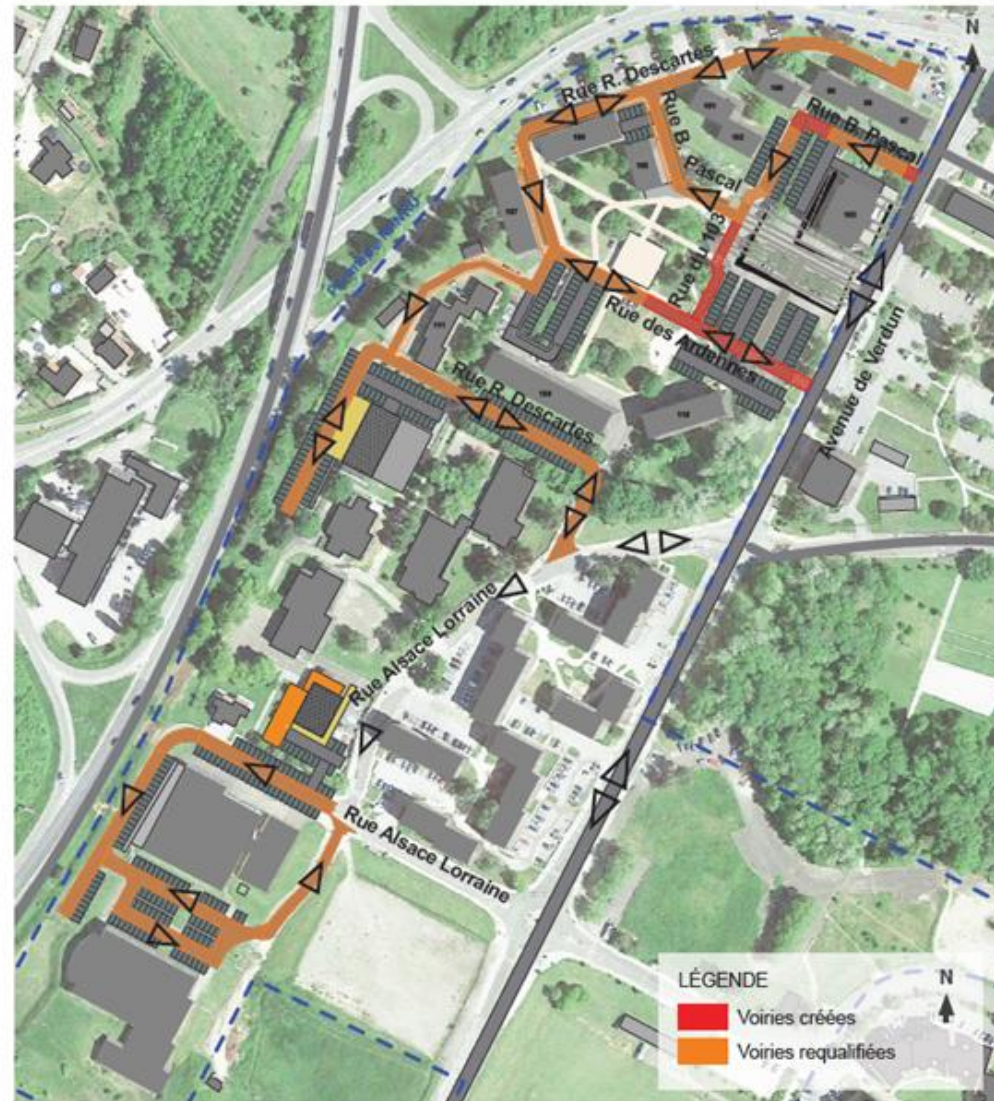 N
Rue R. Descartes
Rue B. Pascal
Rue B. Pascal
Rue du 103
Rue des Ardennes
Avenue de Verdun
Rue R. Descartes
Rue Alsace Lorraine
Rue Alsace Lorraine
LÉGENDE
N
Voiries créées
Voiries requalifiées